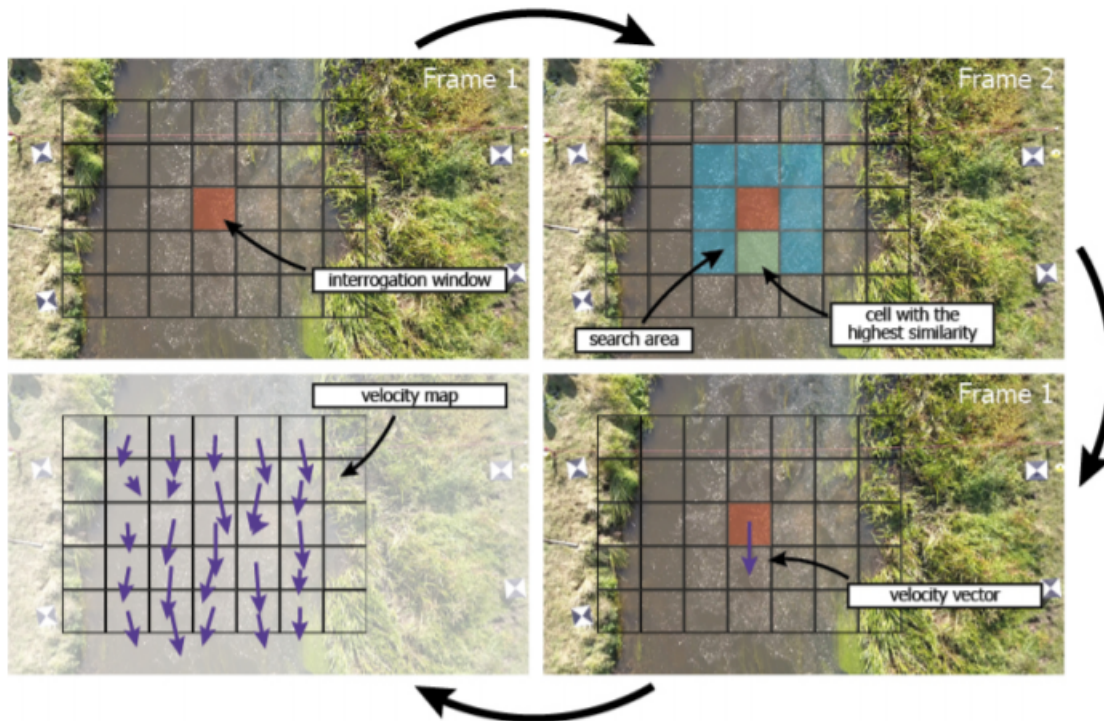 Frame 1
interrogation window
Frame 2
search area
cell with the
highest similarity
velocity map
Frame 1
velocity vector